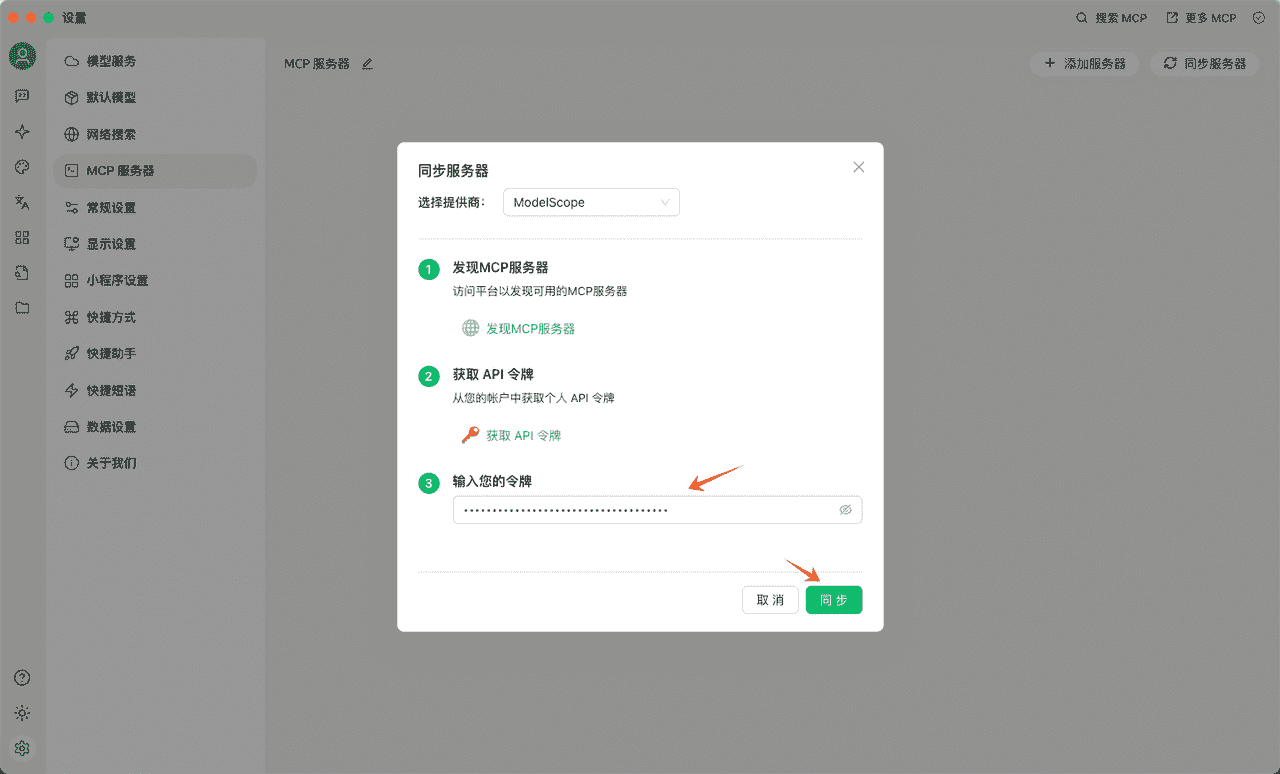 设置
搜索 MCP
更多 MCP
模型服务
默认模型
网络搜索
MCP 服务器
常规设置
显示设置
小程序设置
快捷方式
快捷助手
快捷短语
数据设置
关于我们
MCP 服务器
添加服务器
同步服务器
同步服务器
选择提供商：
ModelScope
1
发现MCP服务器
访问平台以发现可用的MCP服务器
发现MCP服务器
2
获取 API 令牌
从您的帐户中获取个人 API 令牌
获取 API 令牌
3
输入您的令牌
取 消
同 步